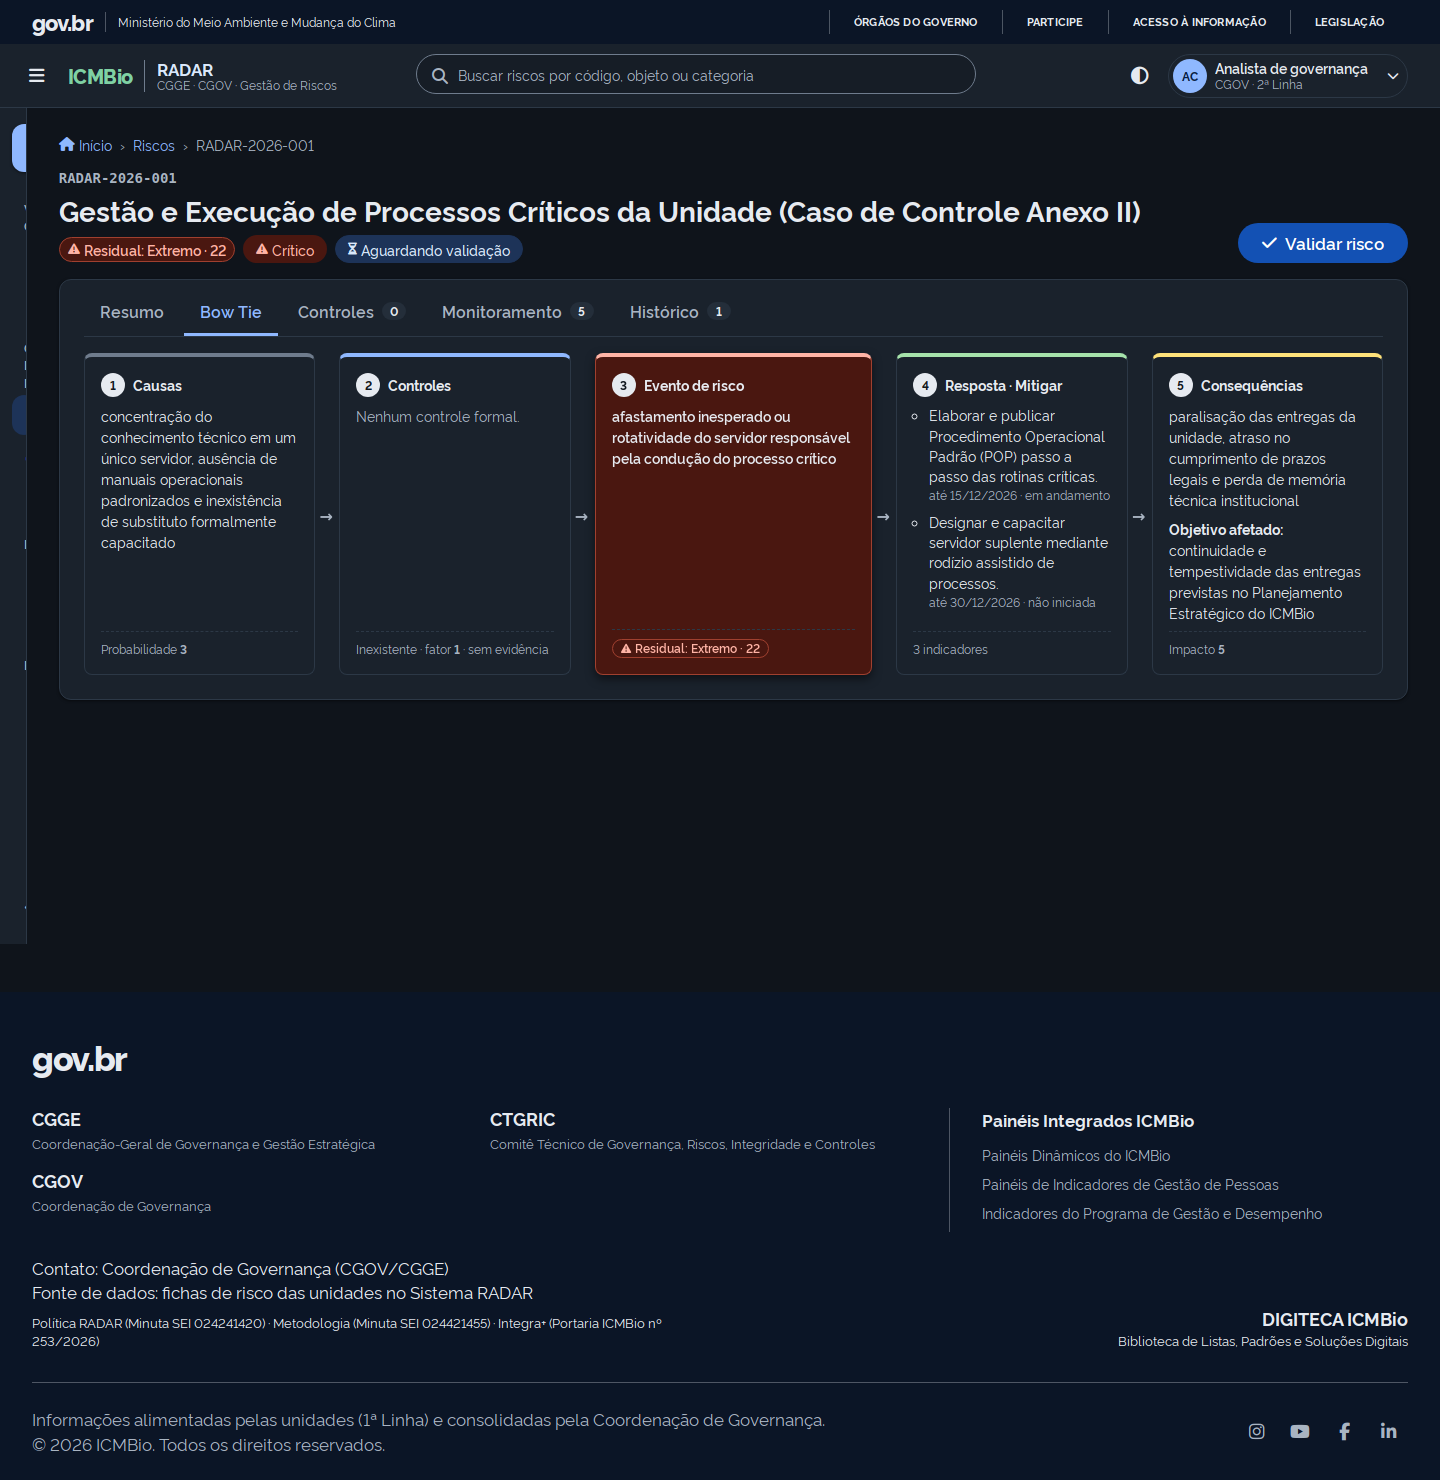 gov.br
Ministério do Meio Ambiente e Mudança do Clima
ÓRGÃOS DO GOVERNO
PARTICIPE
ACESSO À INFORMAÇÃO
LEGISLAÇÃO
ICMBio
RADAR
CGGE · CGOV · Gestão de Riscos
Buscar riscos por código, objeto ou categoria
AC
Analista de governança
CGOV · 2ª Linha
Início › Riscos › RADAR-2026-001
RADAR-2026-001
Gestão e Execução de Processos Críticos da Unidade (Caso de Controle Anexo II)
Residual: Extremo · 22
Crítico
Aguardando validação
Validar risco
Resumo
Bow Tie
Controles 0
Monitoramento 5
Histórico 1
1 Causas
concentração do
conhecimento técnico em um
único servidor, ausência de
manuais operacionais
padronizados e inexistência
de substituto formalmente
capacitado
Probabilidade 3
→
2 Controles
Nenhum controle formal.
Inexistente · fator 1 · sem evidência
→
3 Evento de risco
afastamento inesperado ou
rotatividade do servidor responsável
pela condução do processo crítico
Residual: Extremo · 22
→
4 Resposta · Mitigar
Elaborar e publicar
Procedimento Operacional
Padrão (POP) passo a
passo das rotinas críticas.
até 15/12/2026 · em andamento
Designar e capacitar
servidor suplente mediante
rodízio assistido de
processos.
até 30/12/2026 · não iniciada
3 indicadores
→
5 Consequências
paralisação das entregas da
unidade, atraso no
cumprimento de prazos
legais e perda de memória
técnica institucional
Objetivo afetado:
continuidade e
tempestividade das entregas
previstas no Planejamento
Estratégico do ICMBio
Impacto 5
gov.br
CGGE
Coordenação-Geral de Governança e Gestão Estratégica
CGOV
Coordenação de Governança
CTGRIC
Comitê Técnico de Governança, Riscos, Integridade e Controles
Painéis Integrados ICMBio
Painéis Dinâmicos do ICMBio
Painéis de Indicadores de Gestão de Pessoas
Indicadores do Programa de Gestão e Desempenho
Contato: Coordenação de Governança (CGOV/CGGE)
Fonte de dados: fichas de risco das unidades no Sistema RADAR
Política RADAR (Minuta SEI 024241420) · Metodologia (Minuta SEI 024421455) · Integra+ (Portaria ICMBio nº
253/2026)
DIGITECA ICMBio
Biblioteca de Listas, Padrões e Soluções Digitais
Informações alimentadas pelas unidades (1ª Linha) e consolidadas pela Coordenação de Governança.
© 2026 ICMBio. Todos os direitos reservados.